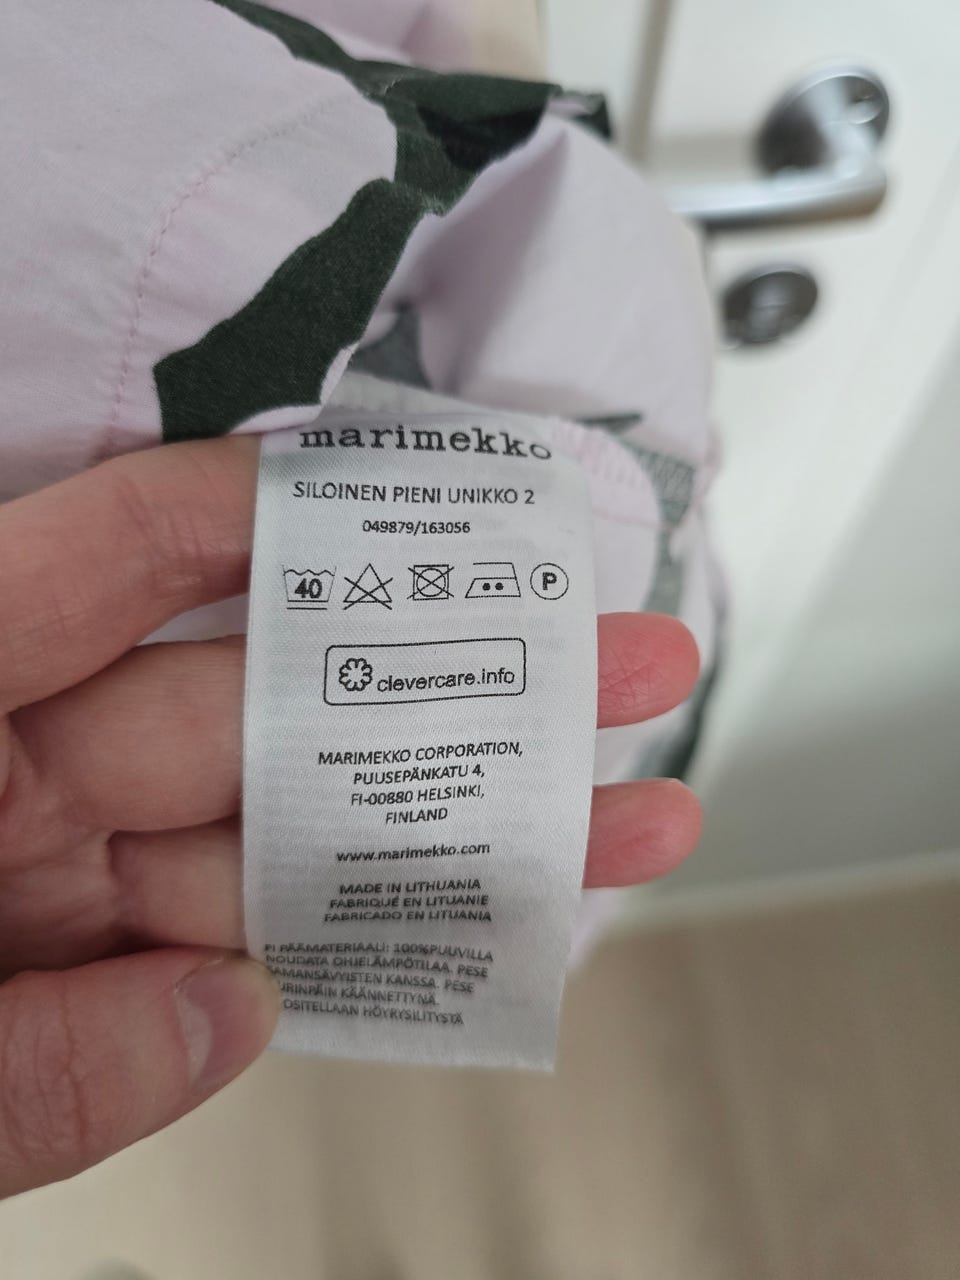 marimekko
SILOINEN PIENI UNIKKO 2
049879/163056
40 P
clevercare.info
MARIMEKKO CORPORATION,
PUUSEPÄNKATU 4,
FI-00880 HELSINKI,
FINLAND
www.marimekko.com
MADE IN LITHUANIA
FABRIQUÉ EN LITUANIE
FABRICADO EN LITUANIA
FI PÄÄMATERIAALI: 100%PUUVILLA
NOUDATA OHJELÄMPÖTILAA. PESE
SAMANSÄVYISTEN KANSSA. PESE
KÄÄNNETTYNÄ.
HÖYRYSILITYSTÄ